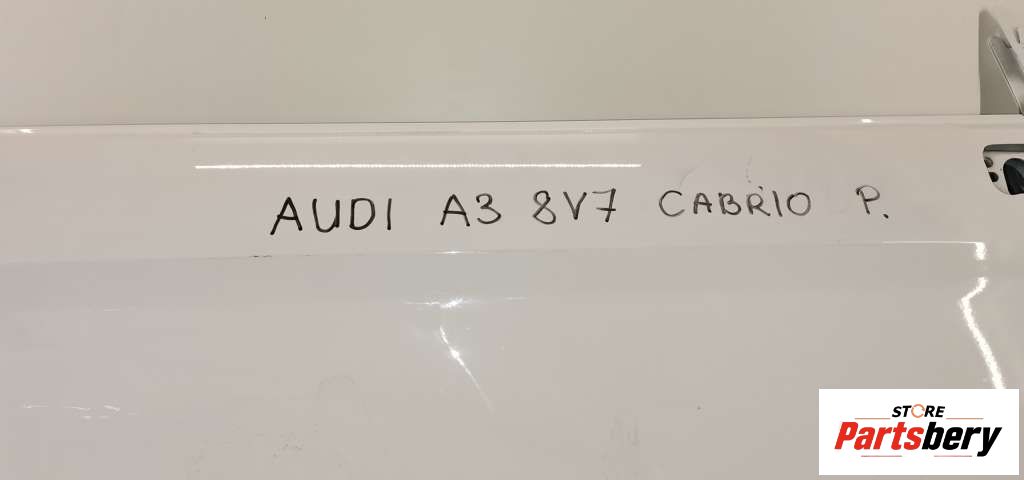 AUDI A3 8V7 CABRIO P.
STORE
Partsbery